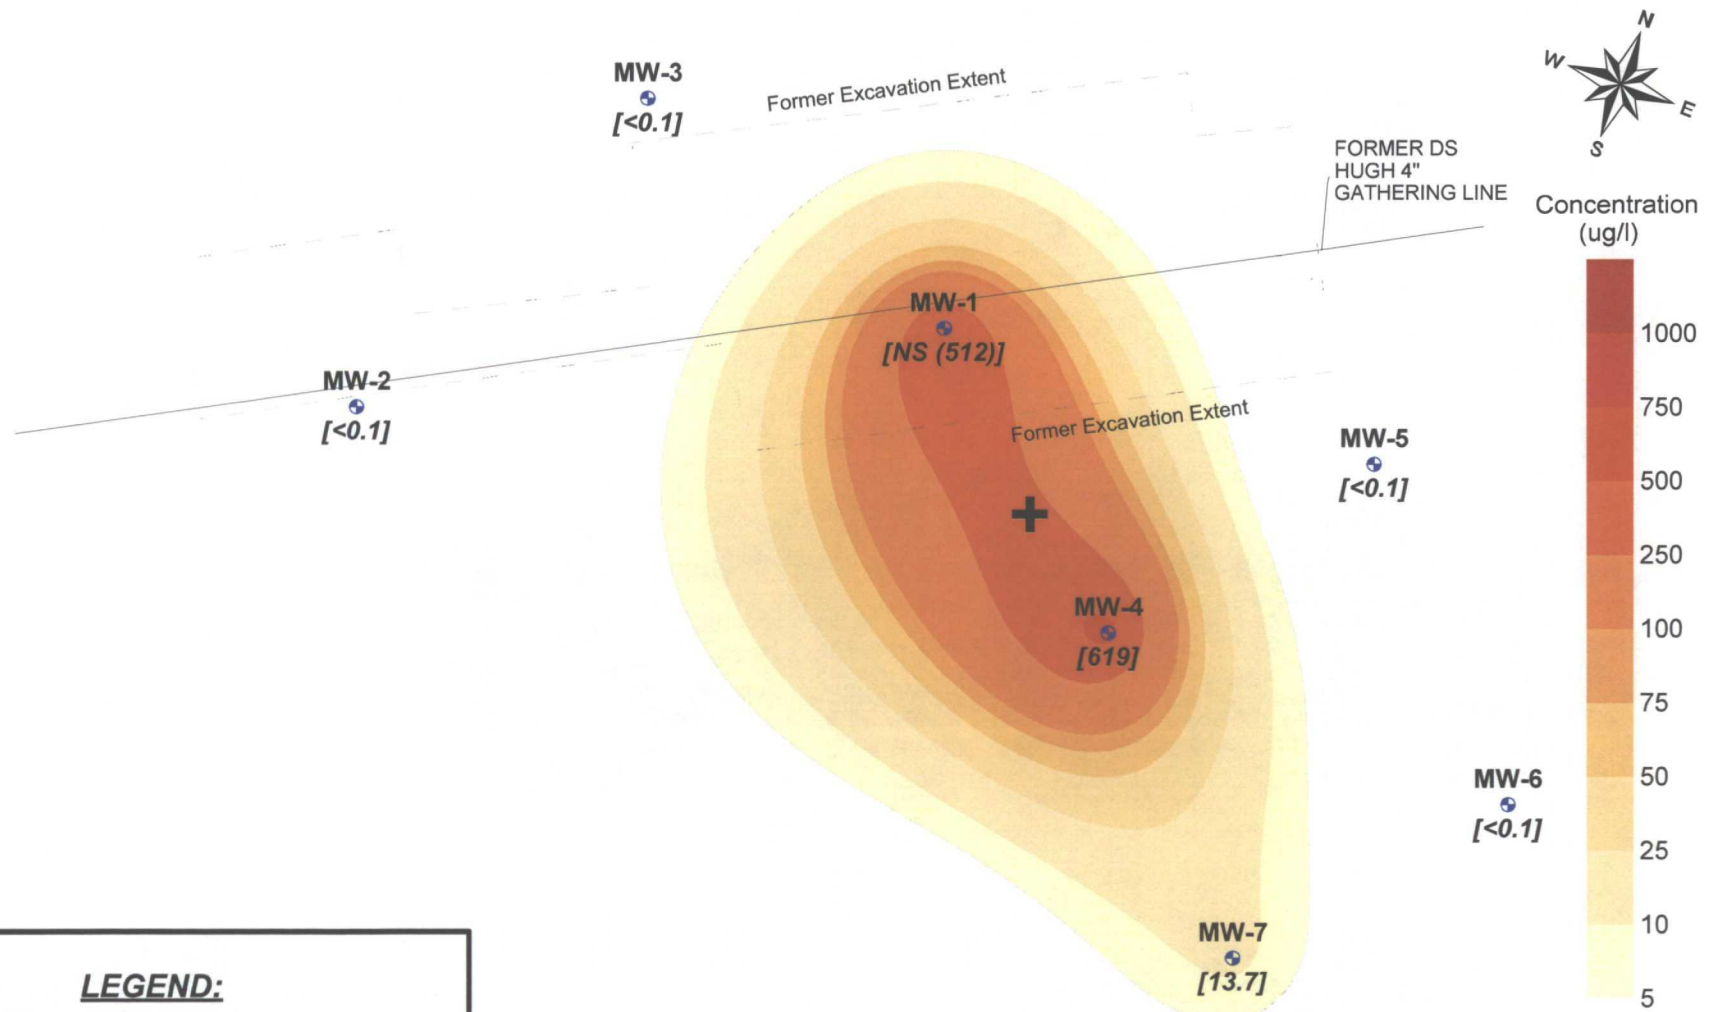 N
W
E
S
MW-3
[<0.1]
Former Excavation Extent
FORMER DS
HUGH 4"
GATHERING LINE
Concentration
(ug/l)
MW-1
[NS (512)]
1000
MW-2
[<0.1]
750
Former Excavation Extent
MW-5
[<0.1]
500
250
MW-4
[619]
100
75
MW-6
[<0.1]
50
25
MW-7
[13.7]
10
5
LEGEND: